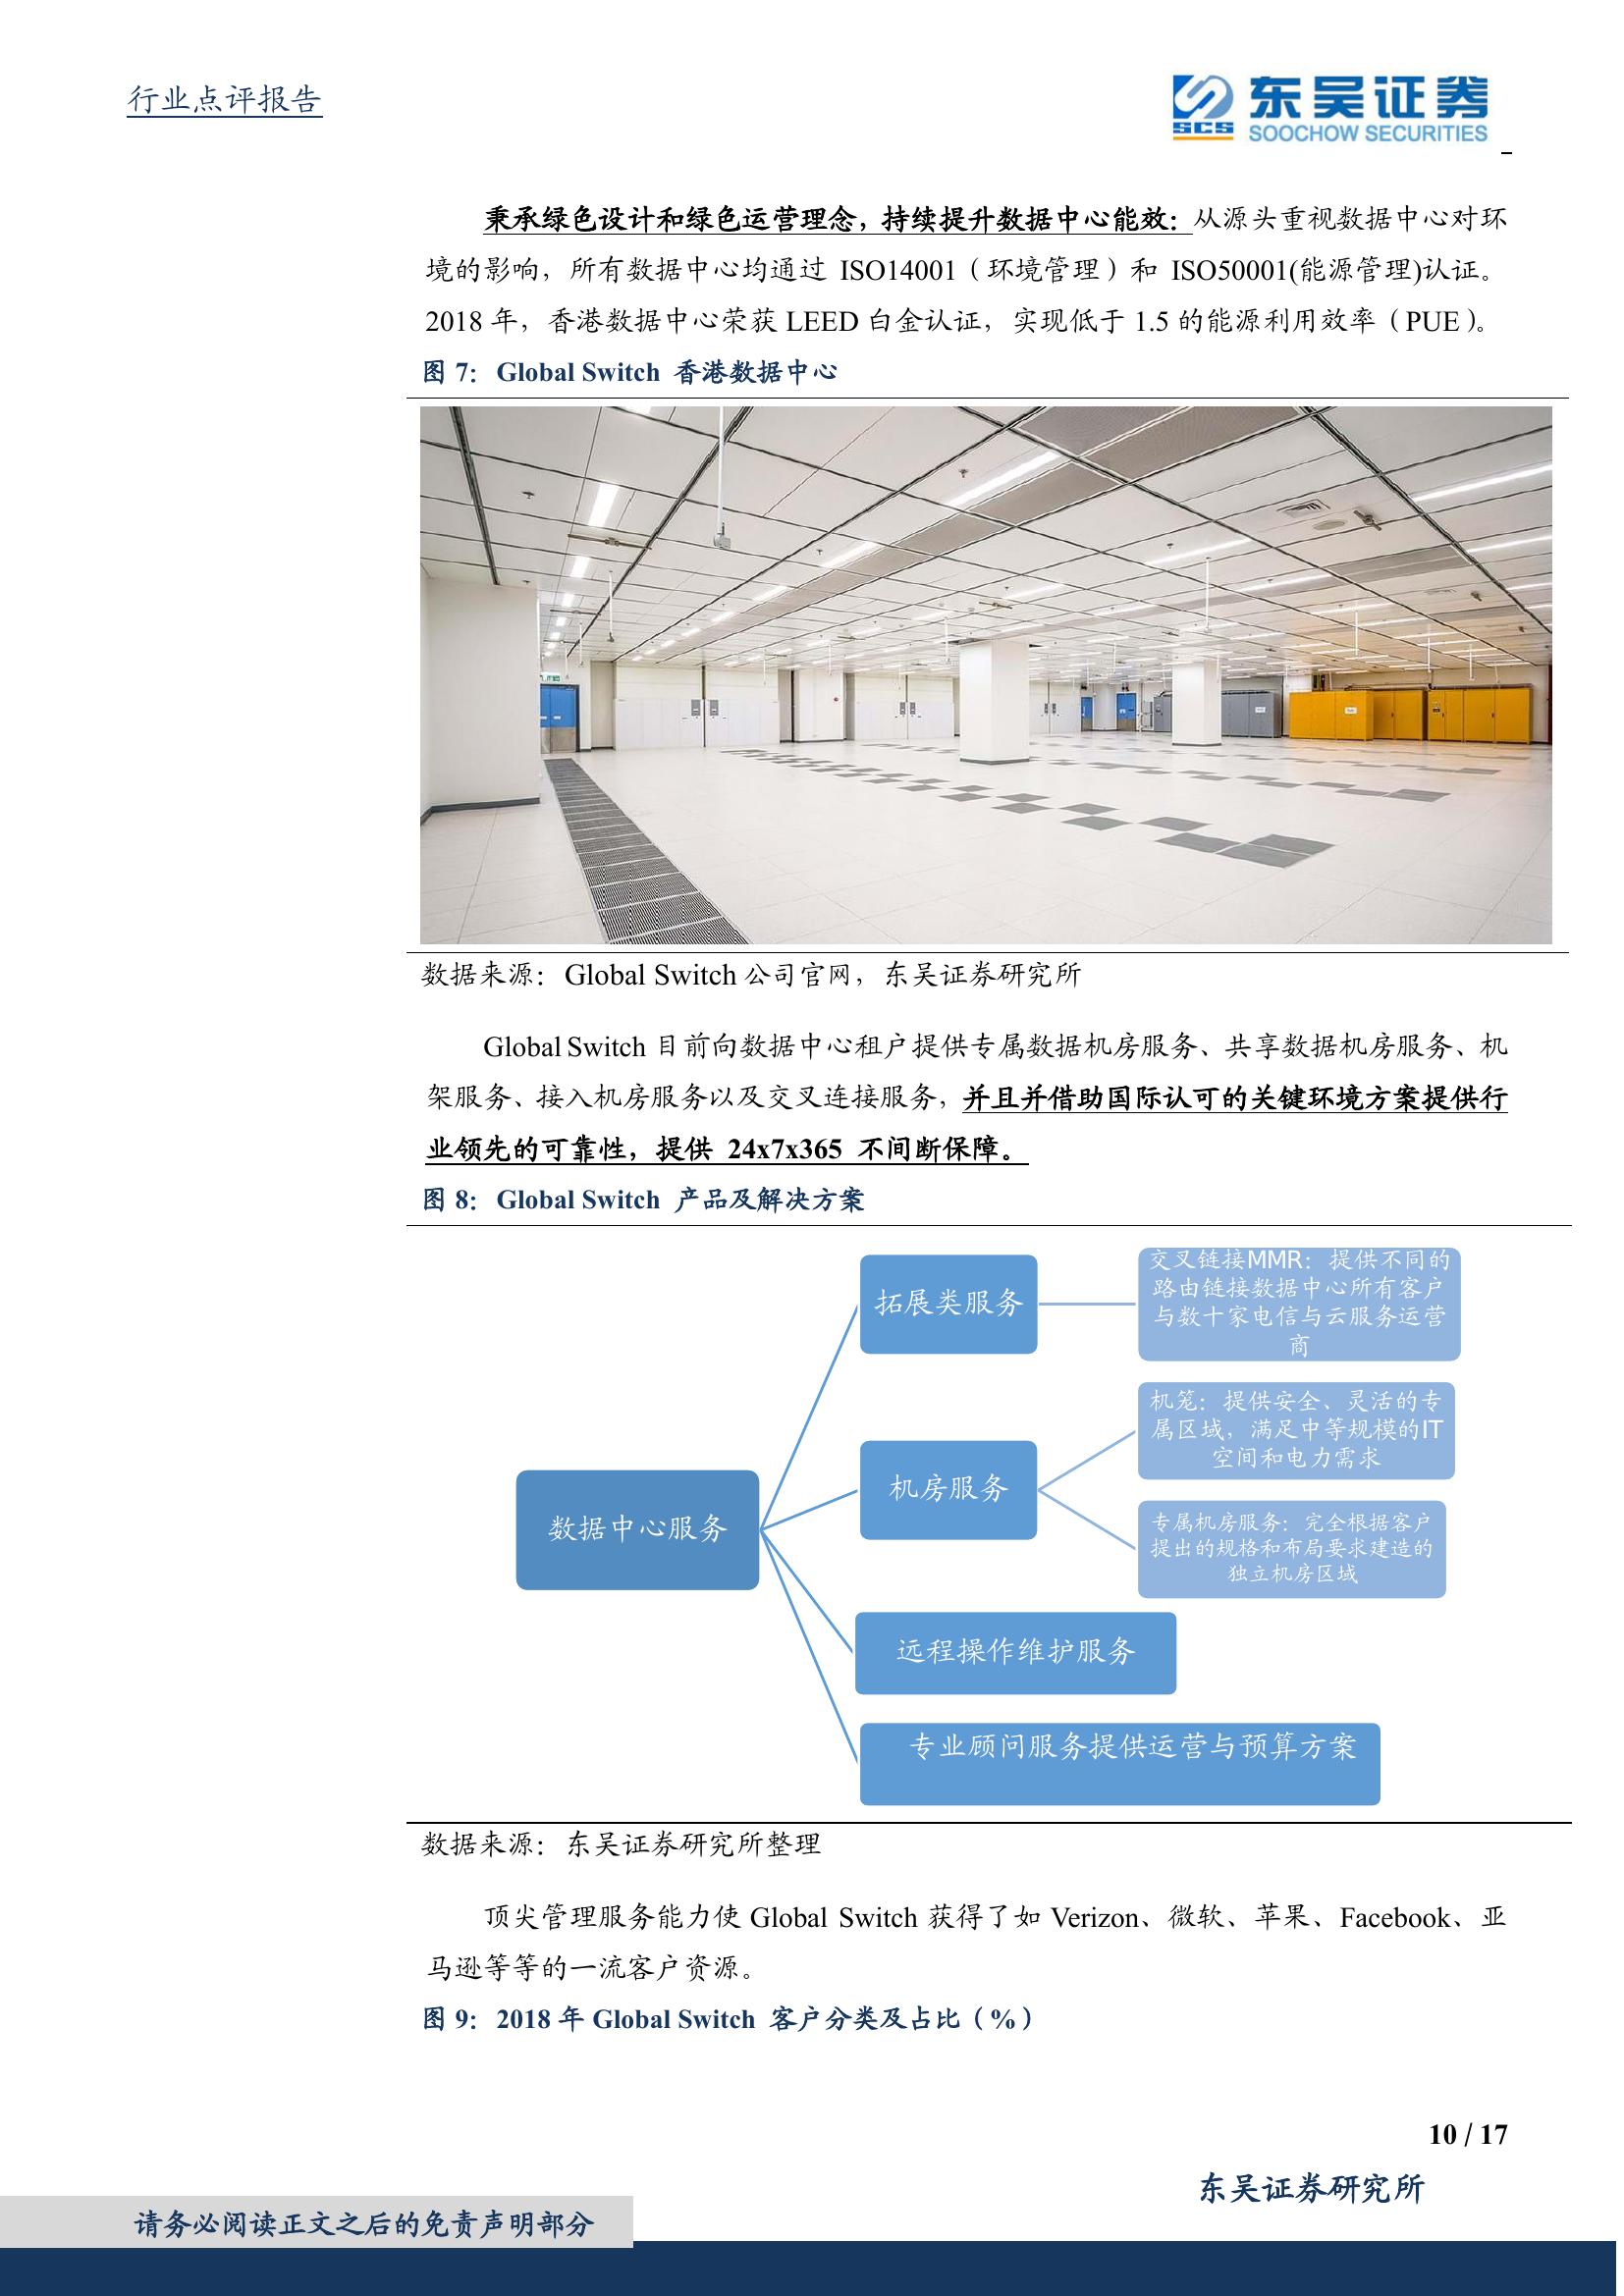 行业点评报告
东吴证券
SCS
SOOCHOW SECURITIES
秉承绿色设计和绿色运营理念，持续提升数据中心能效：从源头重视数据中心对环
境的影响，所有数据中心均通过 ISO14001（环境管理）和 ISO50001(能源管理)认证。
2018 年，香港数据中心荣获 LEED 白金认证，实现低于 1.5 的能源利用效率（PUE）。
图 7： Global Switch 香港数据中心
数据来源：Global Switch 公司官网，东吴证券研究所
Global Switch 目前向数据中心租户提供专属数据机房服务、共享数据机房服务、机
架服务、接入机房服务以及交叉连接服务，并且并借助国际认可的关键环境方案提供行
业领先的可靠性，提供 24x7x365 不间断保障。
图 8： Global Switch 产品及解决方案
数据中心服务
拓展类服务
交叉链接MMR：提供不同的
路由链接数据中心所有客户
与数十家电信与云服务运营
商
机房服务
机笼：提供安全、灵活的专
属区域，满足中等规模的IT
空间和电力需求
专属机房服务：完全根据客户
提出的规格和布局要求建造的
独立机房区域
远程操作维护服务
专业顾问服务提供运营与预算方案
数据来源：东吴证券研究所整理
顶尖管理服务能力使 Global Switch 获得了如 Verizon、微软、苹果、Facebook、亚
马逊等等的一流客户资源。
图 9： 2018 年 Global Switch 客户分类及占比（%）
10 / 17
东吴证券研究所
请务必阅读正文之后的免责声明部分